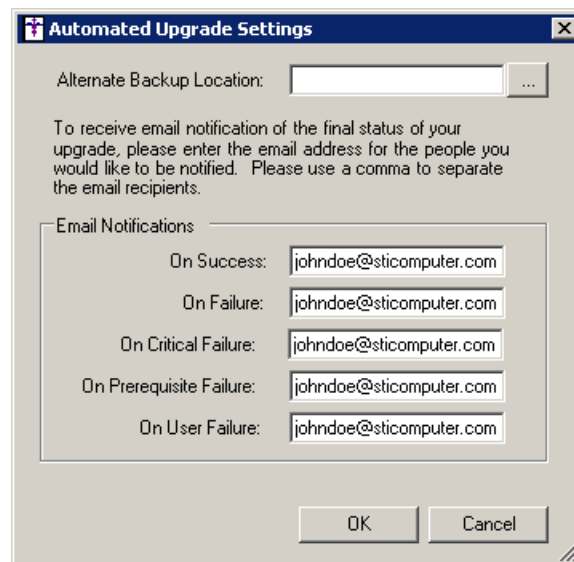 Automated Upgrade Settings
Alternate Backup Location:
...
To receive email notification of the final status of your
upgrade, please enter the email address for the people you
would like to be notified. Please use a comma to separate
the email recipients.
Email Notifications
On Success: johndoe@sticomputer.com
On Failure: johndoe@sticomputer.com
On Critical Failure: johndoe@sticomputer.com
On Prerequisite Failure: johndoe@sticomputer.com
On User Failure: johndoe@sticomputer.com
OK Cancel